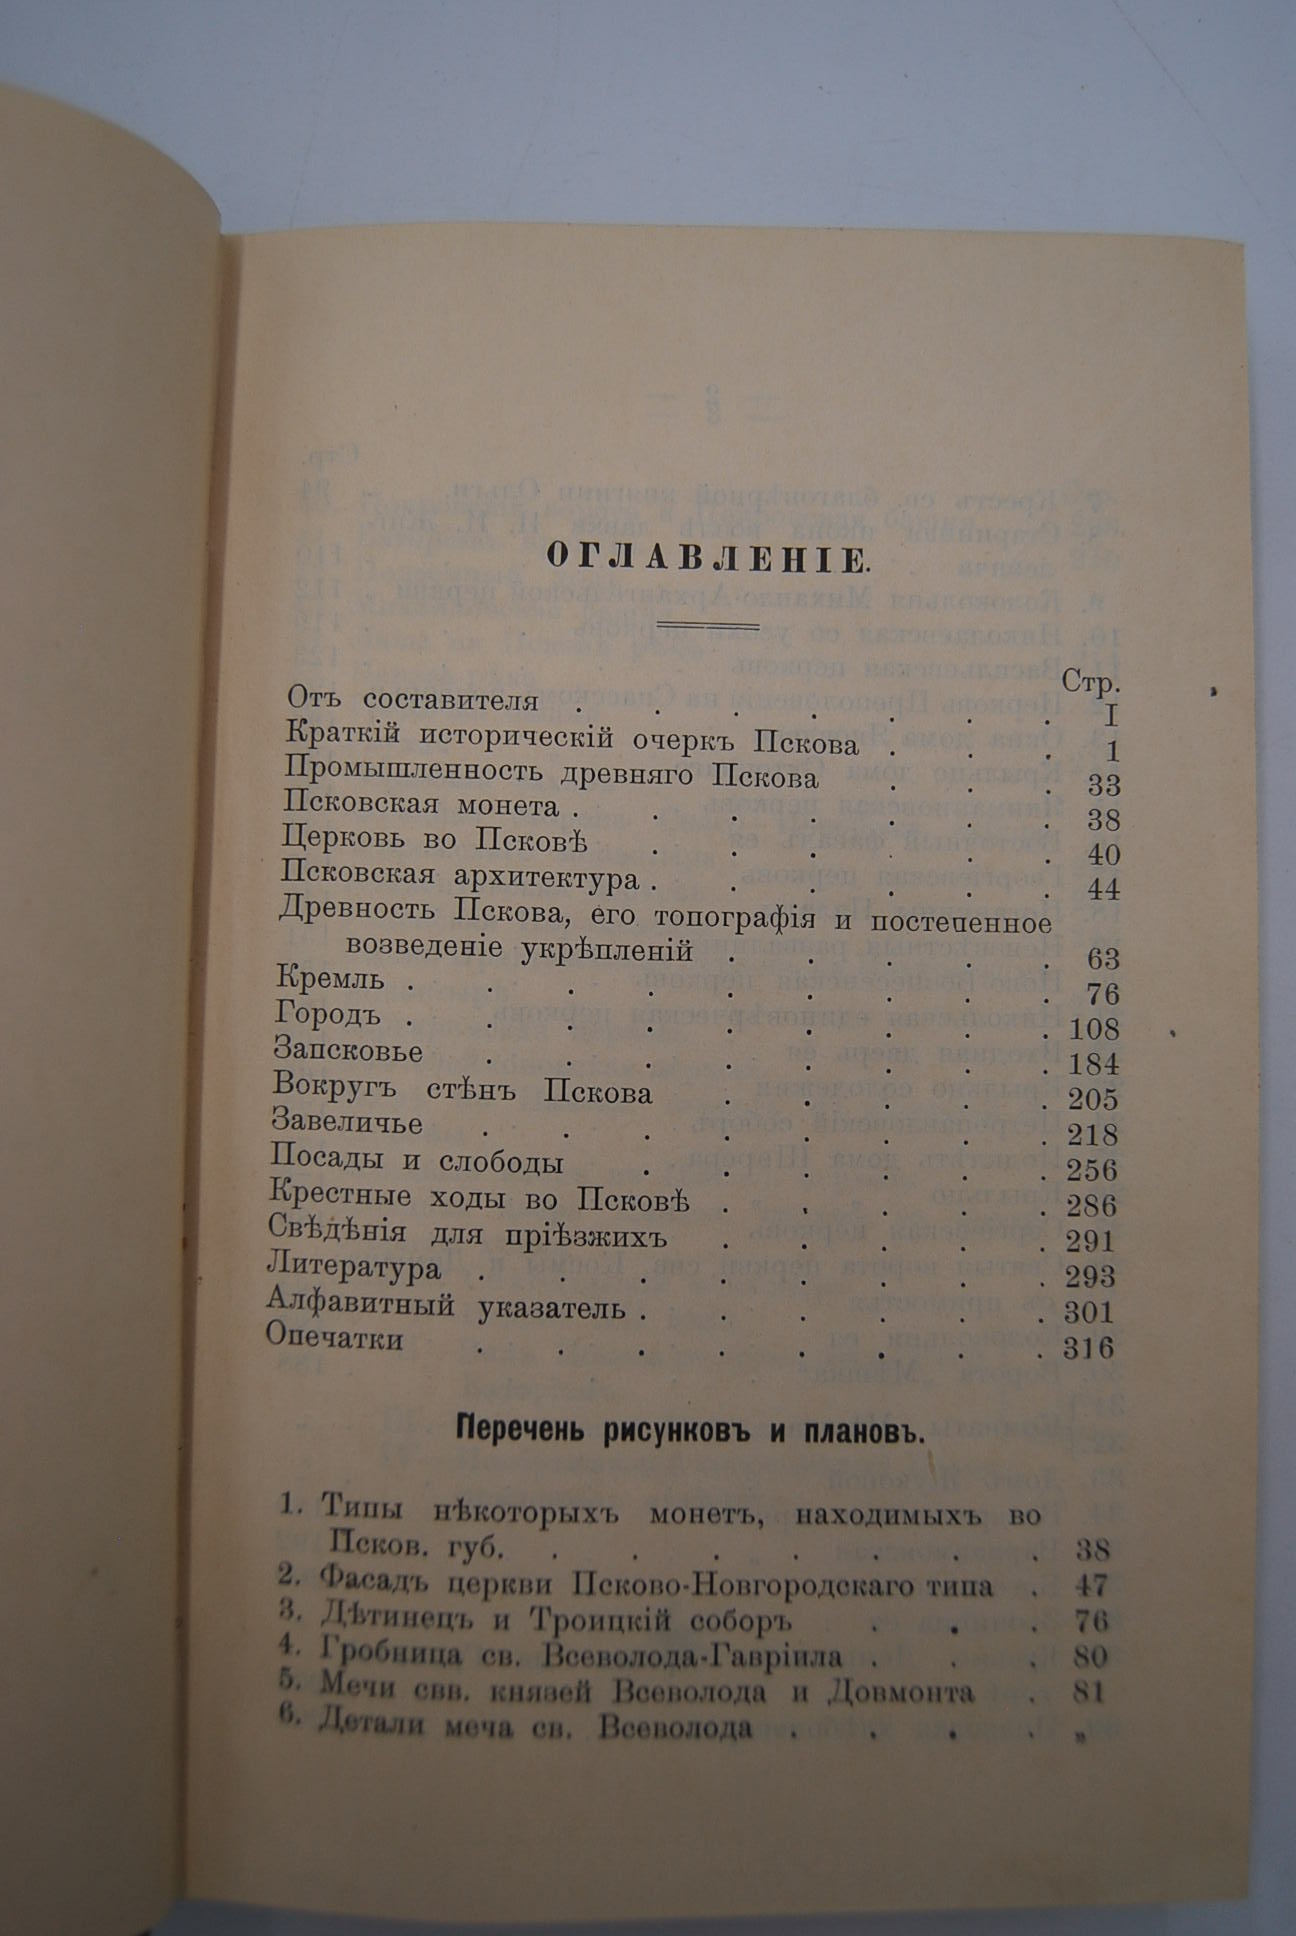 ОГЛАВЛЕНІЕ.
Стр.
Отъ составителя . . . . . . . I
Краткій историческій очеркъ Пскова . . . 1
Промышленность древняго Пскова . . . 33
Псковская монета . . . . . . . 38
Церковь во Псковѣ . . . . . . 40
Псковская архитектура . . . . . . 44
Древность Пскова, его топографія и постепенное
возведеніе укрѣпленій . . . . . 63
Кремль . . . . . . . . . 76
Городъ . . . . . . . . . 108
Запсковье . . . . . . . . 184
Вокругъ стѣнъ Пскова . . . . . 205
Завеличье . . . . . . . . 218
Посады и слободы . . . . . . 256
Крестные ходы во Псковѣ . . . . . 286
Свѣдѣнія для пріѣзжихъ . . . . . 291
Литература . . . . . . . . 293
Алфавитный указатель . . . . . . 301
Опечатки . . . . . . . . 316
Перечень рисунковъ и плановъ.
1. Типы нѣкоторыхъ монетъ, находимыхъ во
Псков. губ. . . . . . . . 38
2. Фасадъ церкви Псково-Новгородскаго типа . 47
3. Дѣтинецъ и Троицкій соборъ . . . 76
4. Гробница св. Всеволода-Гавріила . . . 80
5. Мечи свв. князей Всеволода и Довмонта . 81
6. Детали меча св. Всеволода . . . . „